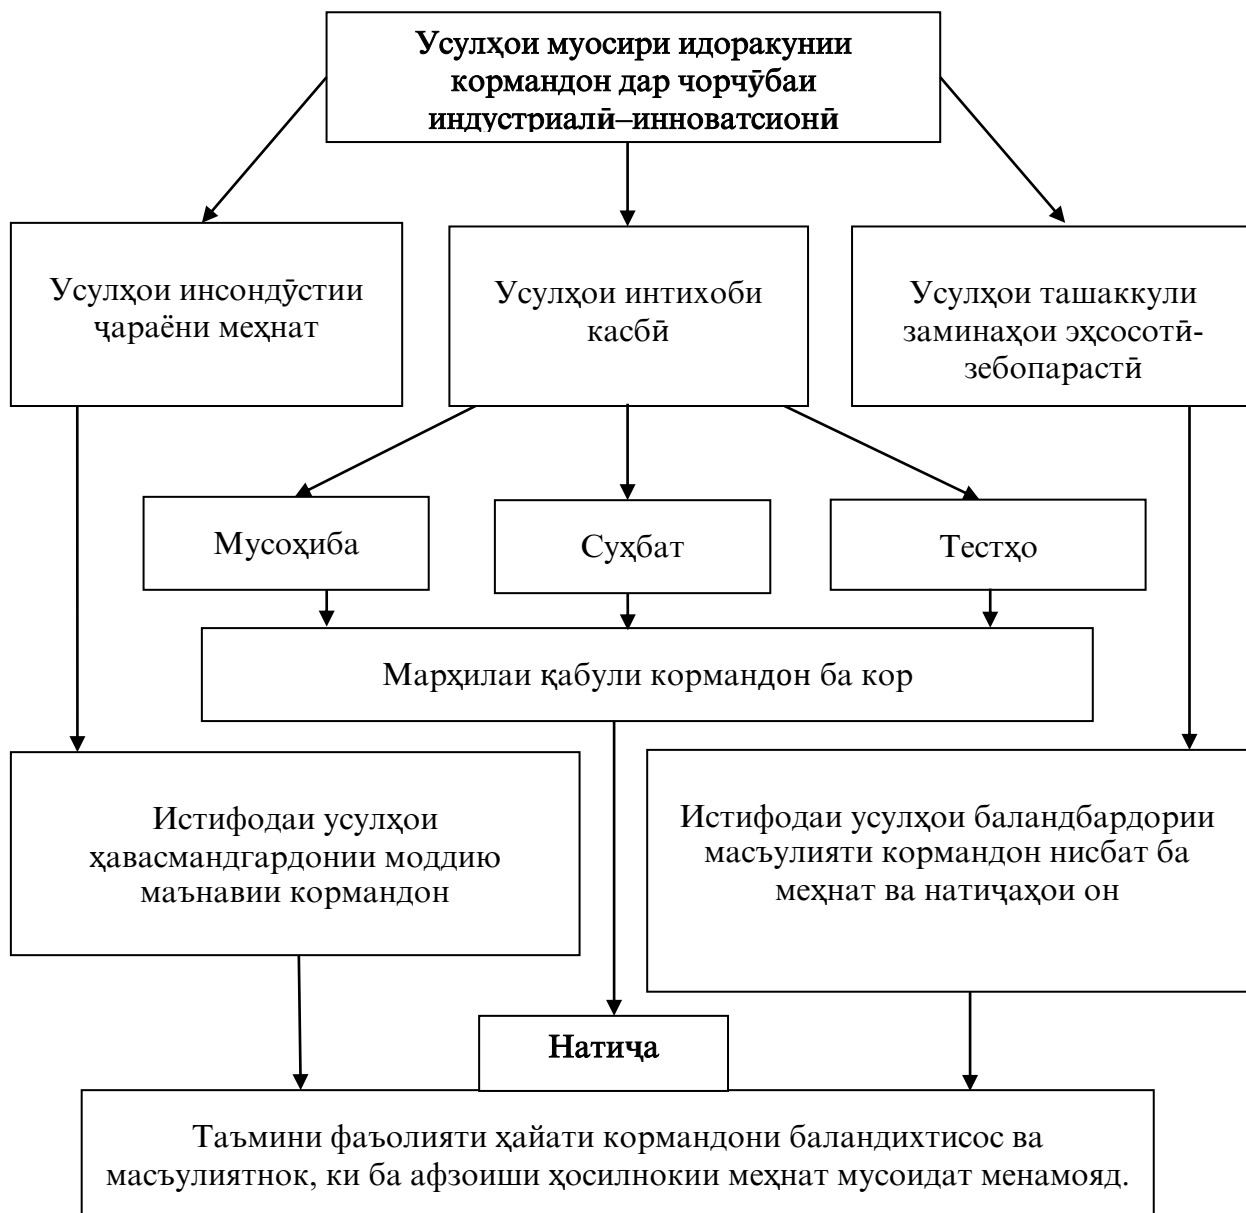 Усулҳои муосири идоракунии
кормандон дар чорчӯбаи
индустриалӣ–инноватсионӣ
Усулҳои инсондӯстии
ҷараёни меҳнат
Усулҳои интихоби
касбӣ
Усулҳои ташаккули
заминаҳои эҳсосотӣ-
зебопарастӣ
Мусоҳиба
Суҳбат
Тестҳо
Марҳилаи қабули кормандон ба кор
Истифодаи усулҳои
ҳавасмандгардонии моддию
маънавии кормандон
Истифодаи усулҳои баландбардории
масъулияти кормандон нисбат ба
меҳнат ва натиҷаҳои он
Натиҷа
Таъмини фаъолияти ҳайати кормандони баландихтисос ва
масъулиятнок, ки ба афзоиши ҳосилнокии меҳнат мусоидат менамояд.